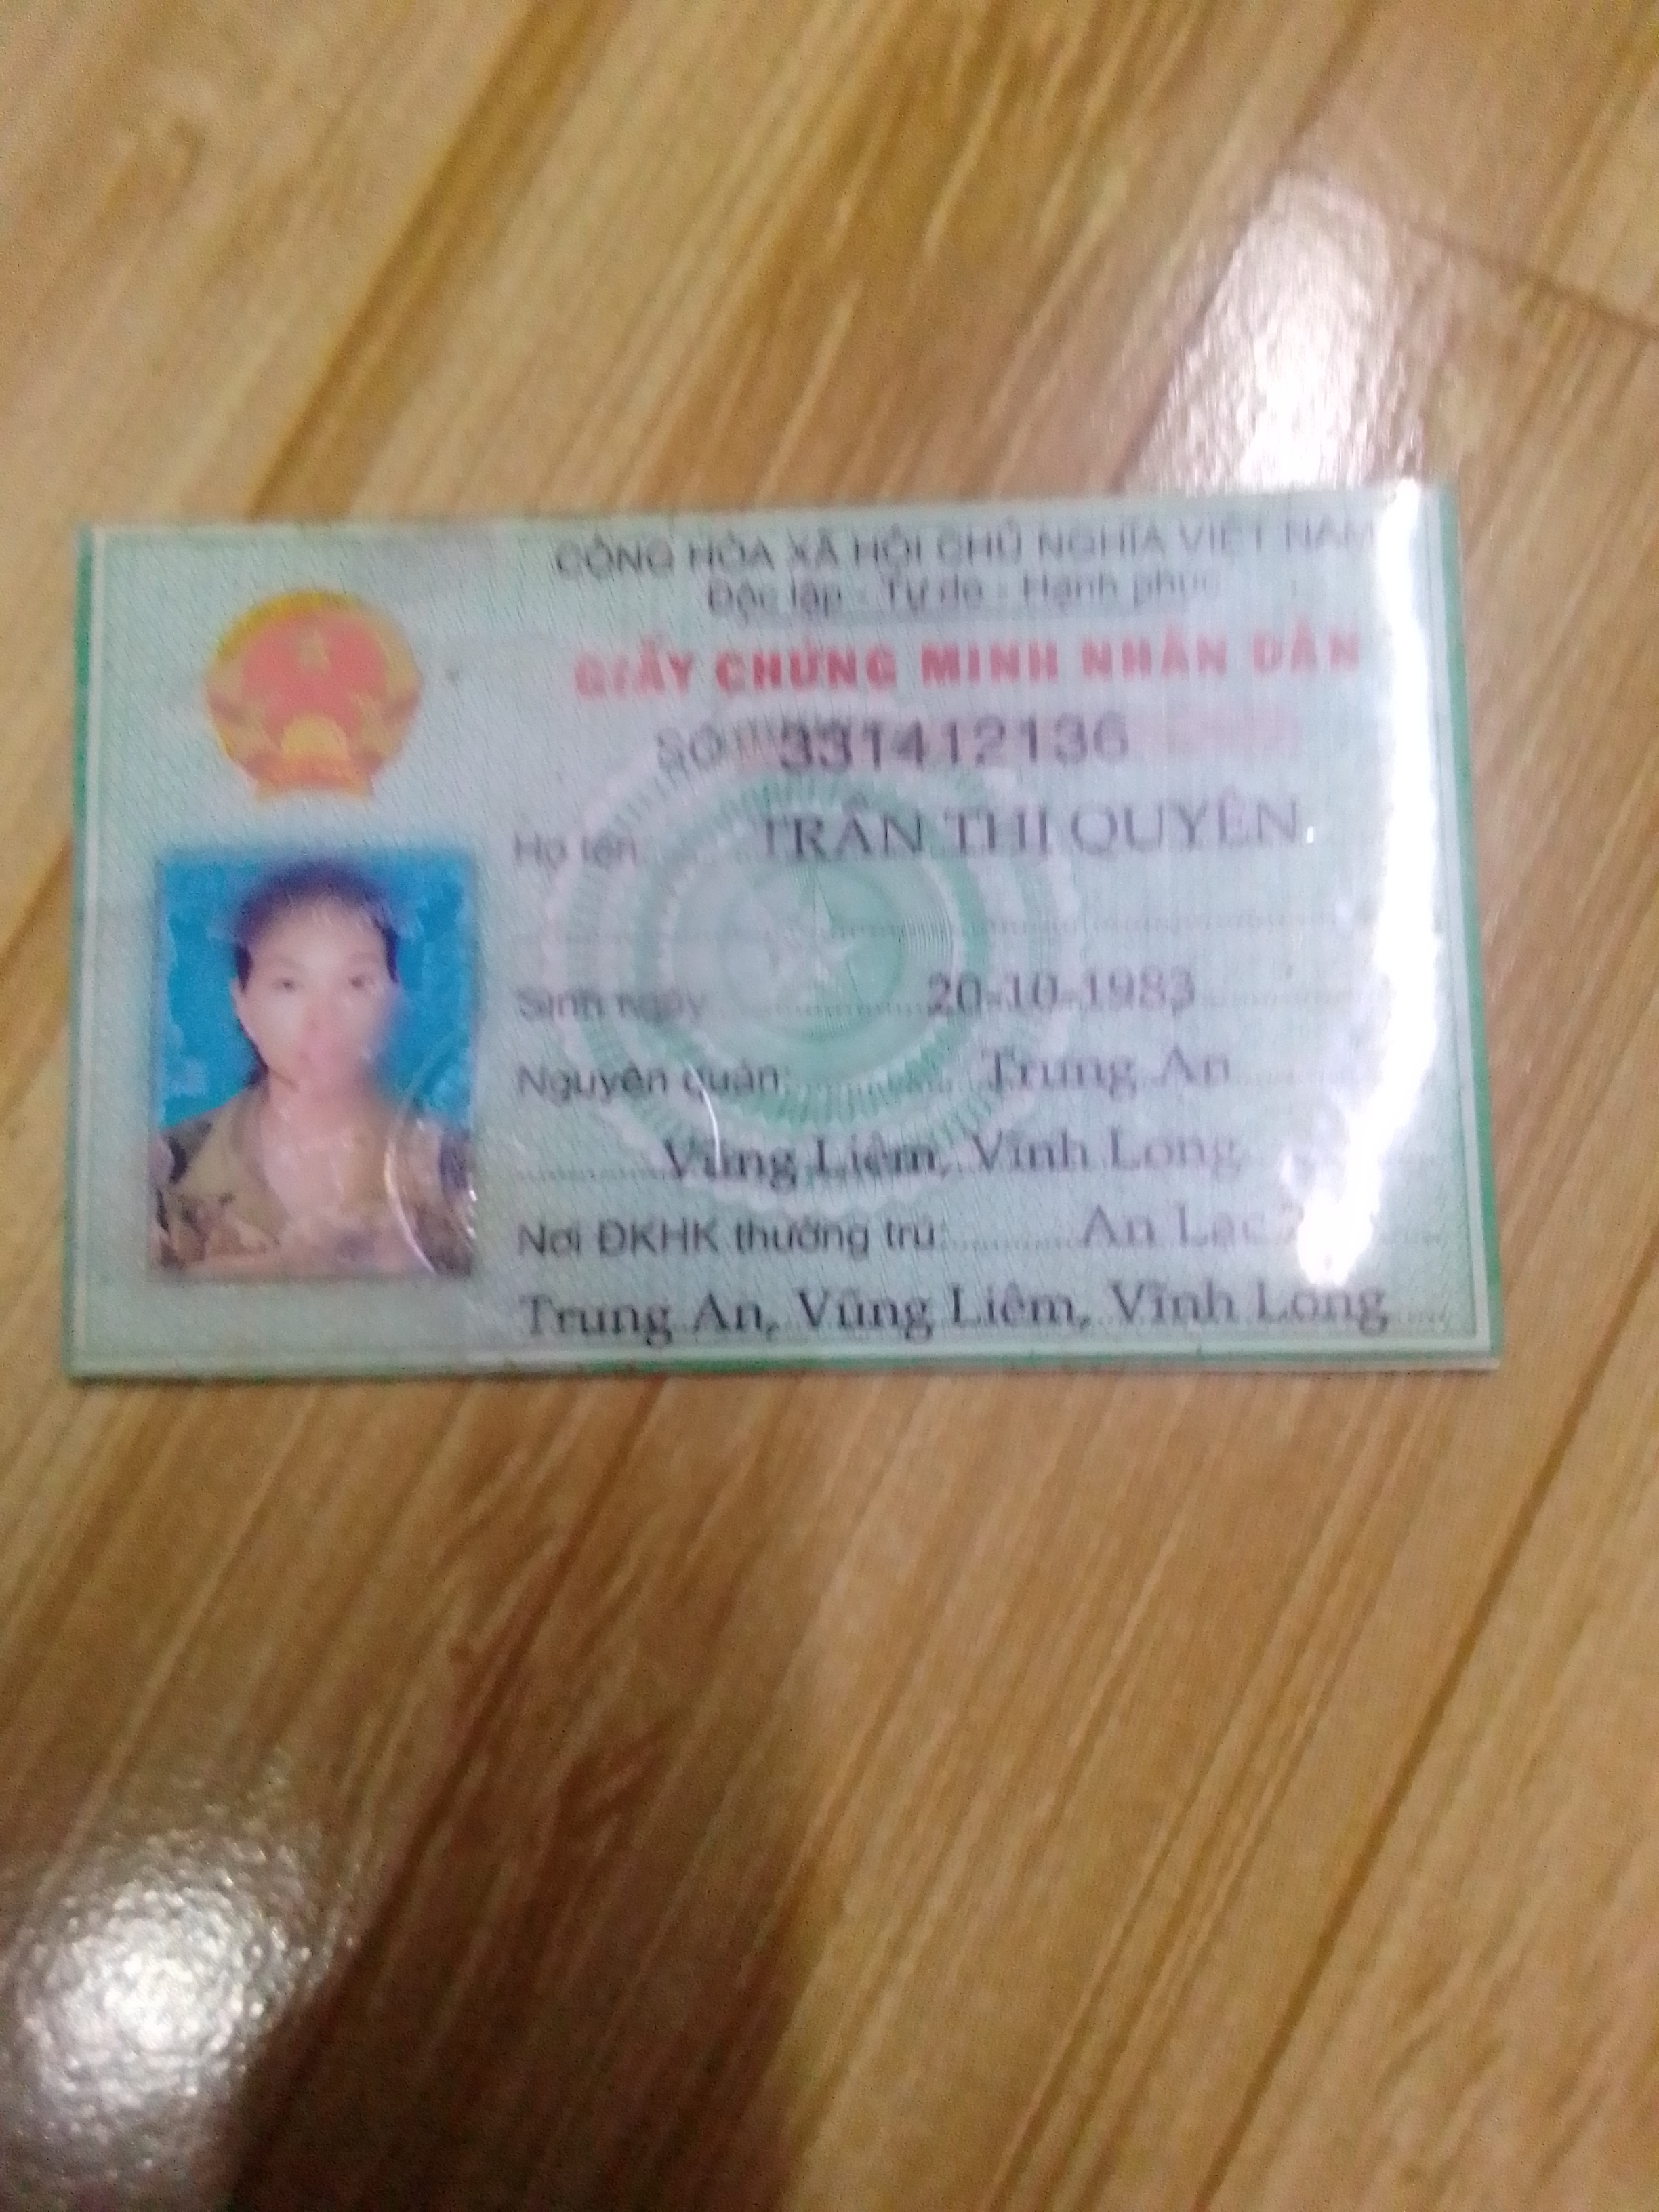 CỘNG HÒA XÃ HỘI CHỦ NGHĨA VIỆT NAM
Độc lập - Tự do - Hạnh phúc
GIẤY CHỨNG MINH NHÂN DÂN
SỐ 331412136
Họ tên: TRẦN THỊ QUYÊN
Sinh ngày 20-10-1983
Nguyên quán: Trung An
Vũng Liêm, Vĩnh Long
Nơi ĐKHK thường trú: An Lạc
Trung An, Vũng Liêm, Vĩnh Long